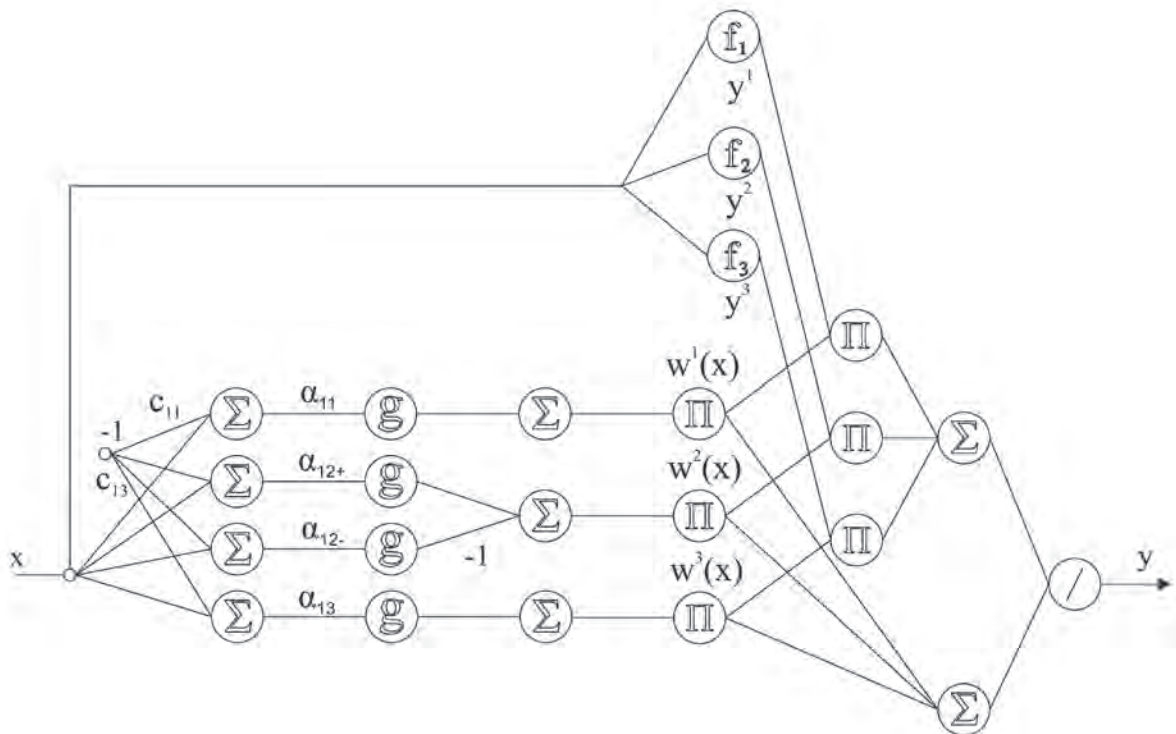 f₁
y¹
f₂
y²
f₃
y³
Π
w¹(x)
c₁₁ Σ α₁₁ g Σ Π
-1 Π Σ
c₁₃ Σ α₁₂₊ g w²(x)
Σ Π
Σ α₁₂₋ g -1 Π
x w³(x) / y
Σ α₁₃ g Σ Π
Σ